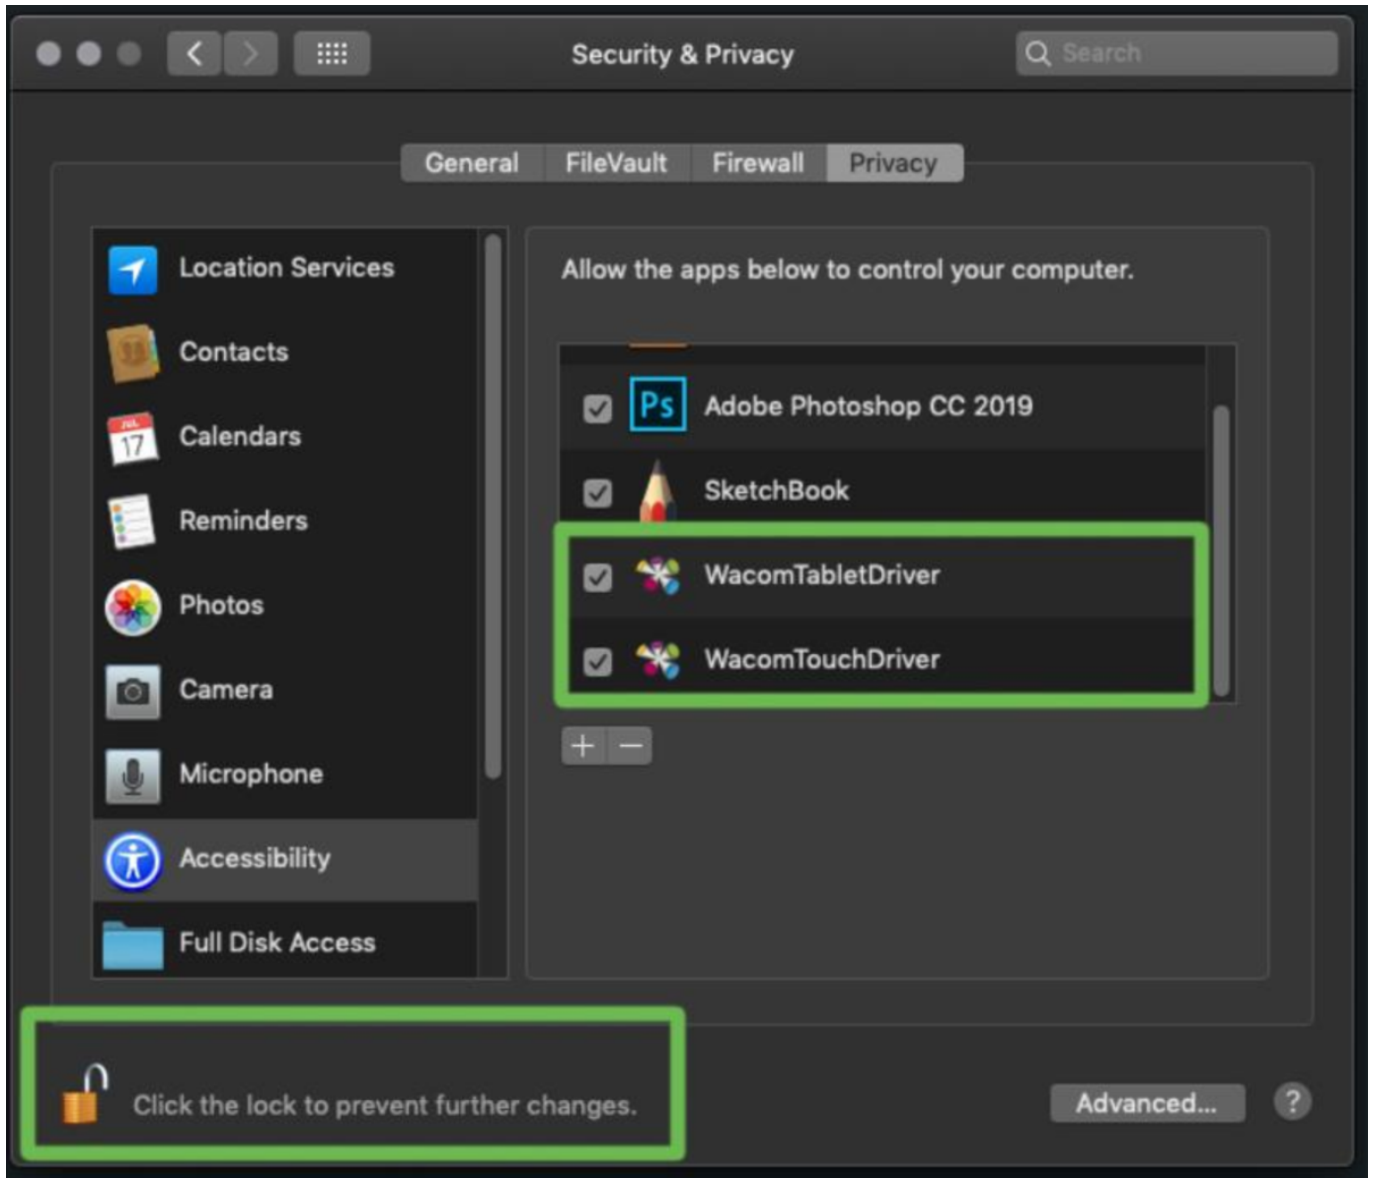 Security & Privacy
Search
General FileVault Firewall Privacy
Location Services
Contacts
JUL
17
Calendars
Reminders
Photos
Camera
Microphone
Accessibility
Full Disk Access
Allow the apps below to control your computer.
Ps Adobe Photoshop CC 2019
SketchBook
WacomTabletDriver
WacomTouchDriver
+ −
Click the lock to prevent further changes.
Advanced... ?